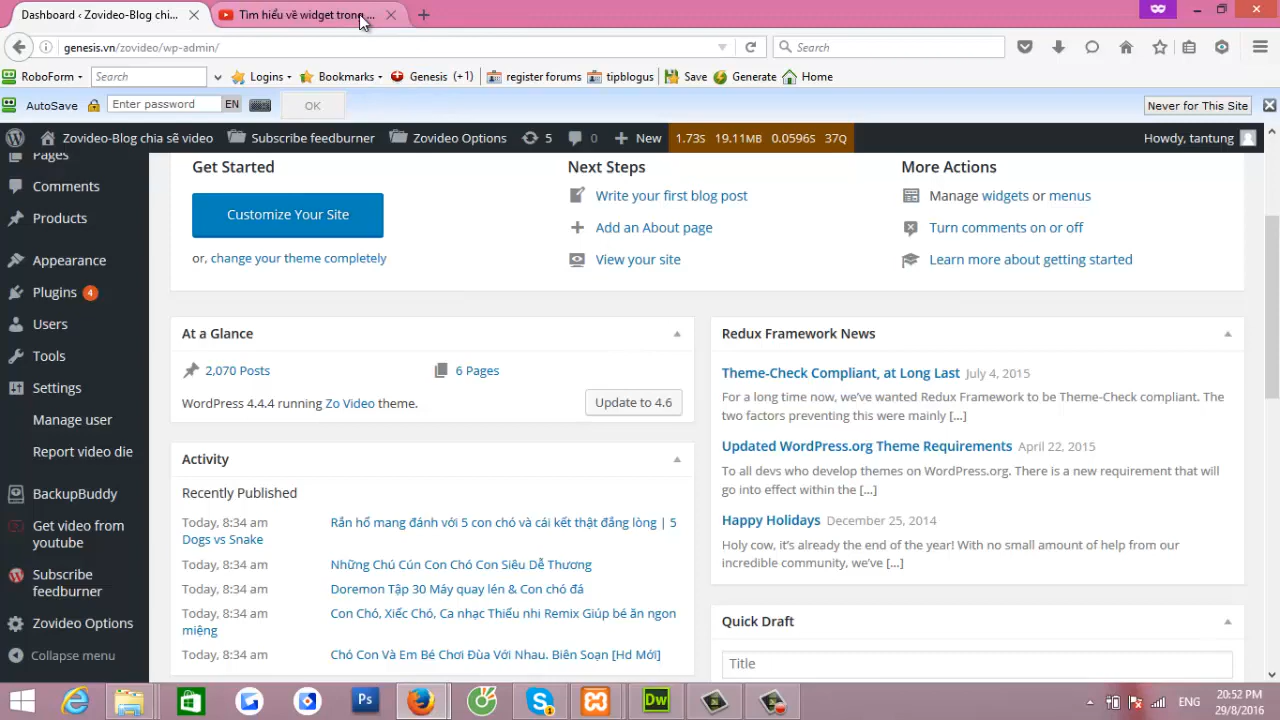 Dashboard ‹ Zovideo-Blog chi...
Tìm hiểu về widget trong ...
genesis.vn/zovideo/wp-admin/
Search
RoboForm
Search
Logins
Bookmarks
Genesis (+1)
register forums
tipblogus
Save
Generate
Home
AutoSave
Enter password
EN
OK
Never for This Site
Zovideo-Blog chia sẽ video
Subscribe feedburner
Zovideo Options
5
0
New
1.73S 19.11MB 0.0596S 37Q
Howdy, tantung
Pages
Comments
Products
Appearance
Plugins 4
Users
Tools
Settings
Manage user
Report video die
BackupBuddy
Get video from
youtube
Subscribe
feedburner
Zovideo Options
Collapse menu
Get Started
Customize Your Site
or, change your theme completely
Next Steps
Write your first blog post
Add an About page
View your site
More Actions
Manage widgets or menus
Turn comments on or off
Learn more about getting started
At a Glance
2,070 Posts
6 Pages
WordPress 4.4.4 running Zo Video theme.
Update to 4.6
Activity
Recently Published
Today, 8:34 am Rắn hổ mang đánh với 5 con chó và cái kết thật đắng lòng | 5
Dogs vs Snake
Today, 8:34 am Những Chú Cún Con Chó Con Siêu Dễ Thương
Today, 8:34 am Doremon Tập 30 Máy quay lén & Con chó đá
Today, 8:34 am Con Chó, Xiếc Chó, Ca nhạc Thiếu nhi Remix Giúp bé ăn ngon
miệng
Today, 8:34 am Chó Con Và Em Bé Chơi Đùa Với Nhau. Biên Soạn [Hd Mới]
Redux Framework News
Theme-Check Compliant, at Long Last July 4, 2015
For a long time now, we've wanted Redux Framework to be Theme-Check compliant. The
two factors preventing this were mainly [...]
Updated WordPress.org Theme Requirements April 22, 2015
To all devs who develop themes on WordPress.org. There is a new requirement that will
go into effect within the [...]
Happy Holidays December 25, 2014
Holy cow, it's already the end of the year! With no small amount of help from our
incredible community, we've [...]
Quick Draft
Title
Ps
Dw
ENG
20:52 PM
29/8/2016